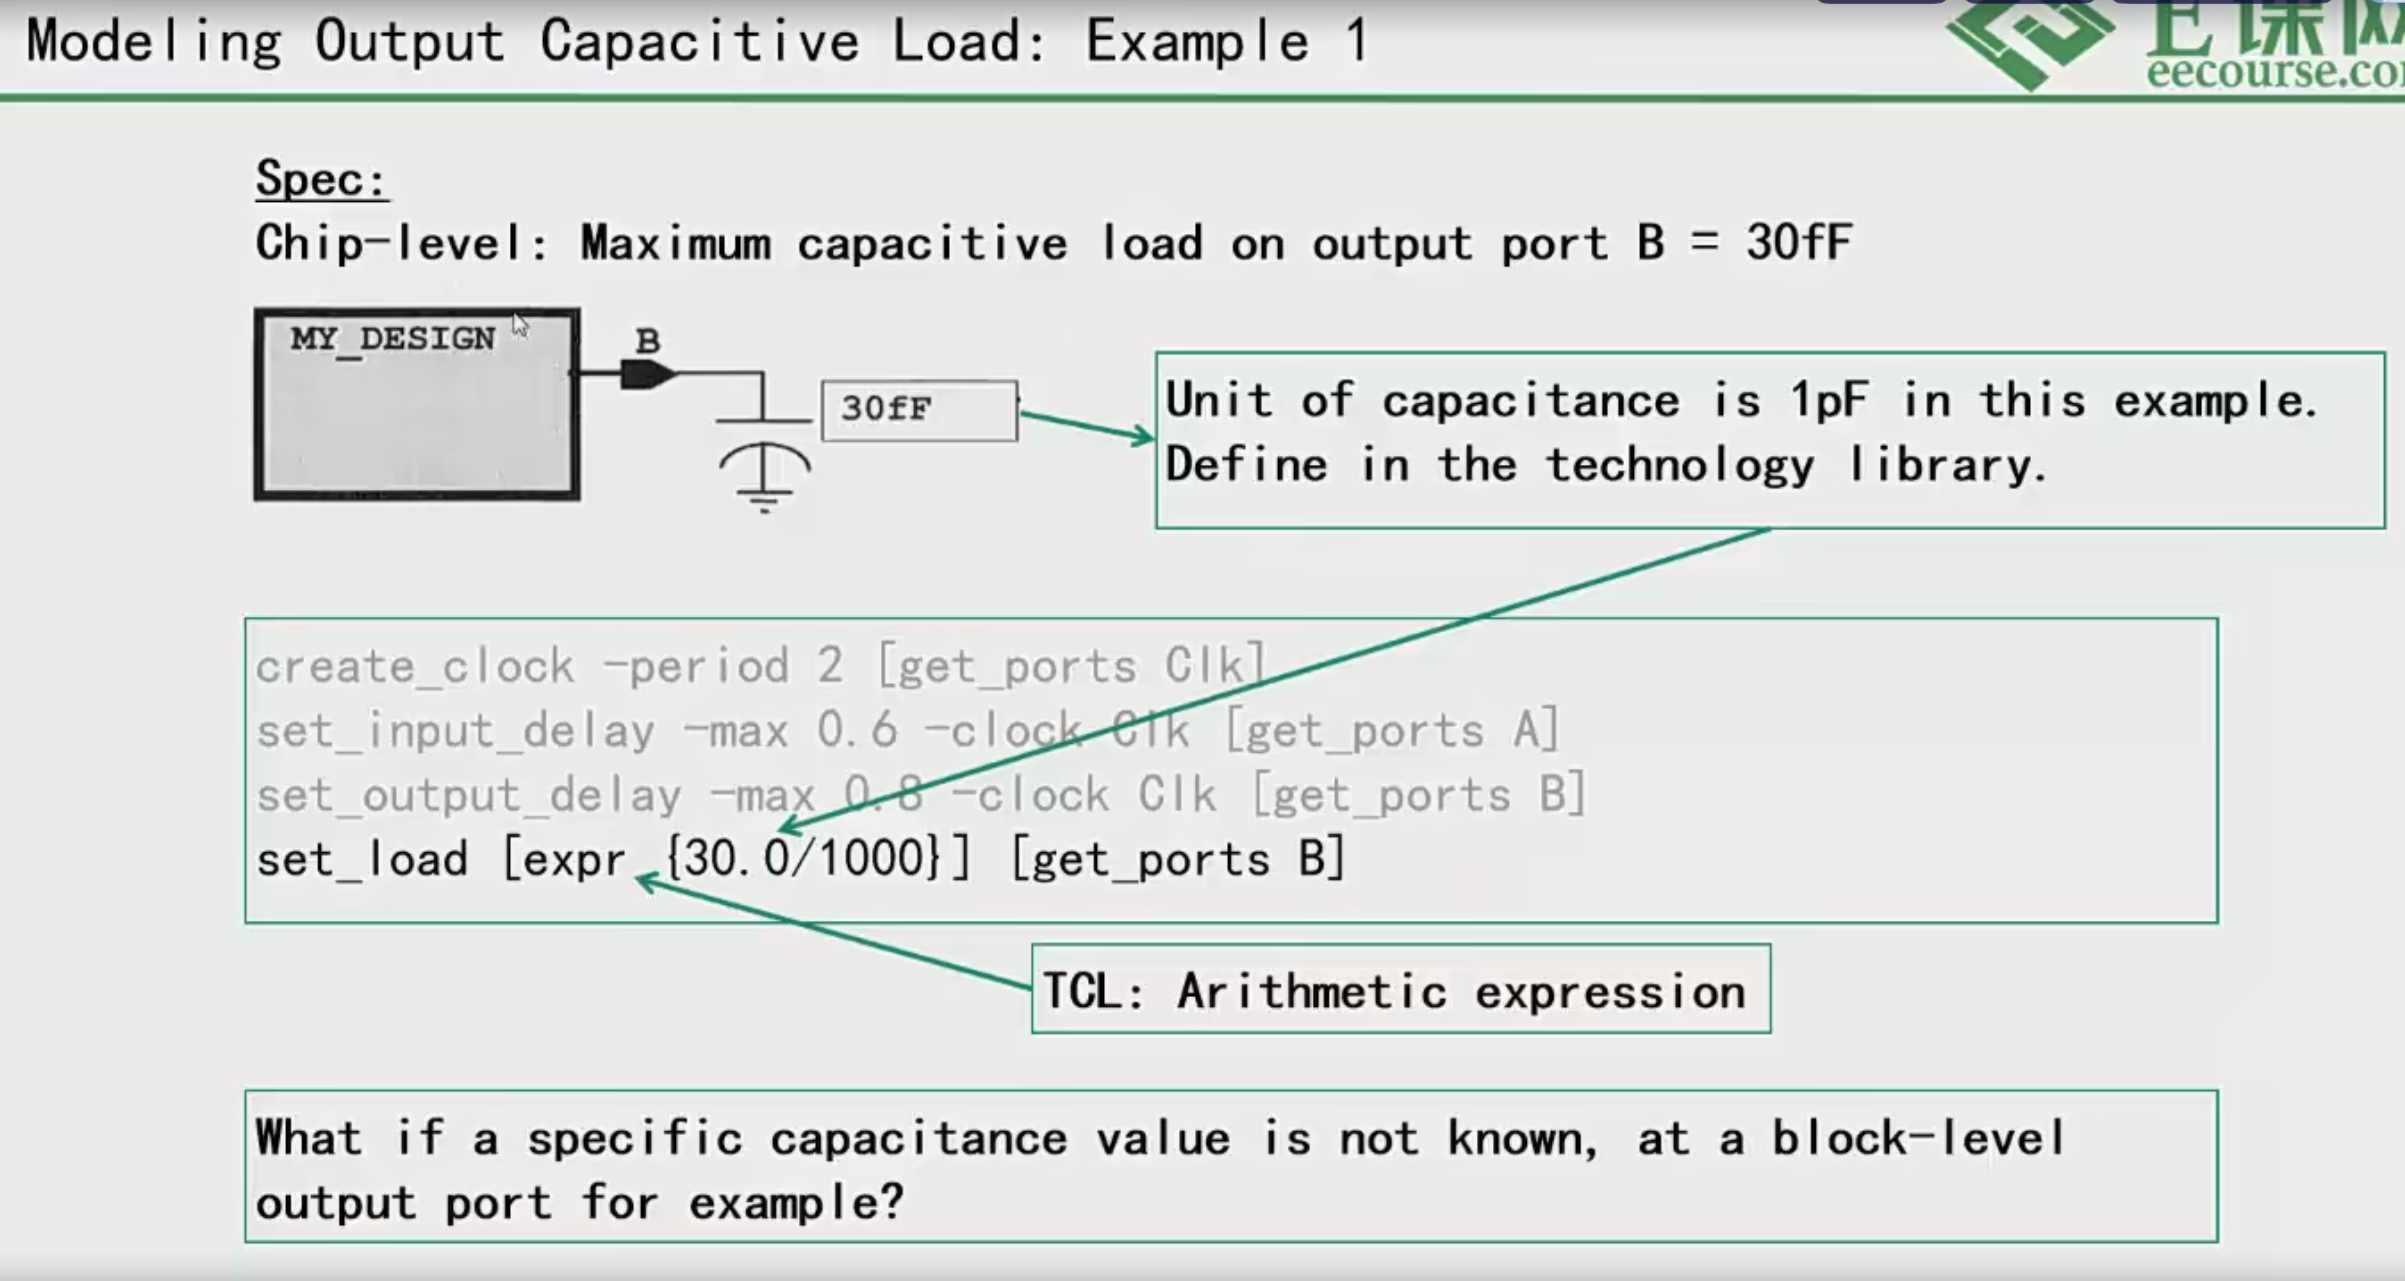 Modeling Output Capacitive Load: Example 1
E课网
eecourse.co
Spec:
Chip-level: Maximum capacitive load on output port B = 30fF
MY_DESIGN
B
30fF
Unit of capacitance is 1pF in this example.
Define in the technology library.
create_clock -period 2 [get_ports Clk]
set_input_delay -max 0.6 -clock Clk [get_ports A]
set_output_delay -max 0.8 -clock Clk [get_ports B]
set_load [expr {30.0/1000}] [get_ports B]
TCL: Arithmetic expression
What if a specific capacitance value is not known, at a block-level
output port for example?